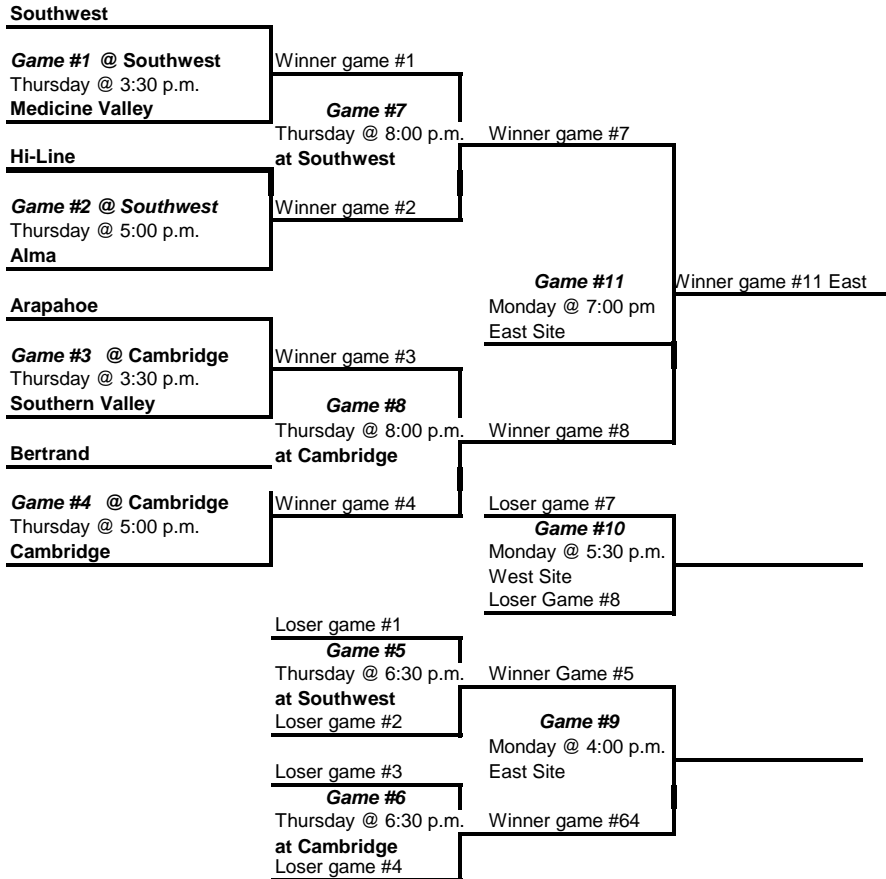 Southwest
Game #1 @ Southwest
Winner game #1
Thursday @ 3:30 p.m.
Medicine Valley
Game #7
Thursday @ 8:00 p.m.
Winner game #7
Hi-Line
at Southwest
Game #2 @ Southwest
Winner game #2
Thursday @ 5:00 p.m.
Alma
Game #11
Winner game #11 East
Arapahoe
Monday @ 7:00 pm
East Site
Game #3 @ Cambridge
Winner game #3
Thursday @ 3:30 p.m.
Southern Valley
Game #8
Thursday @ 8:00 p.m.
Winner game #8
Bertrand
at Cambridge
Game #4 @ Cambridge
Winner game #4
Loser game #7
Thursday @ 5:00 p.m.
Game #10
Cambridge
Monday @ 5:30 p.m.
West Site
Loser Game #8
Loser game #1
Game #5
Thursday @ 6:30 p.m.
Winner Game #5
at Southwest
Loser game #2
Game #9
Monday @ 4:00 p.m.
Loser game #3
East Site
Game #6
Thursday @ 6:30 p.m.
Winner game #64
at Cambridge
Loser game #4